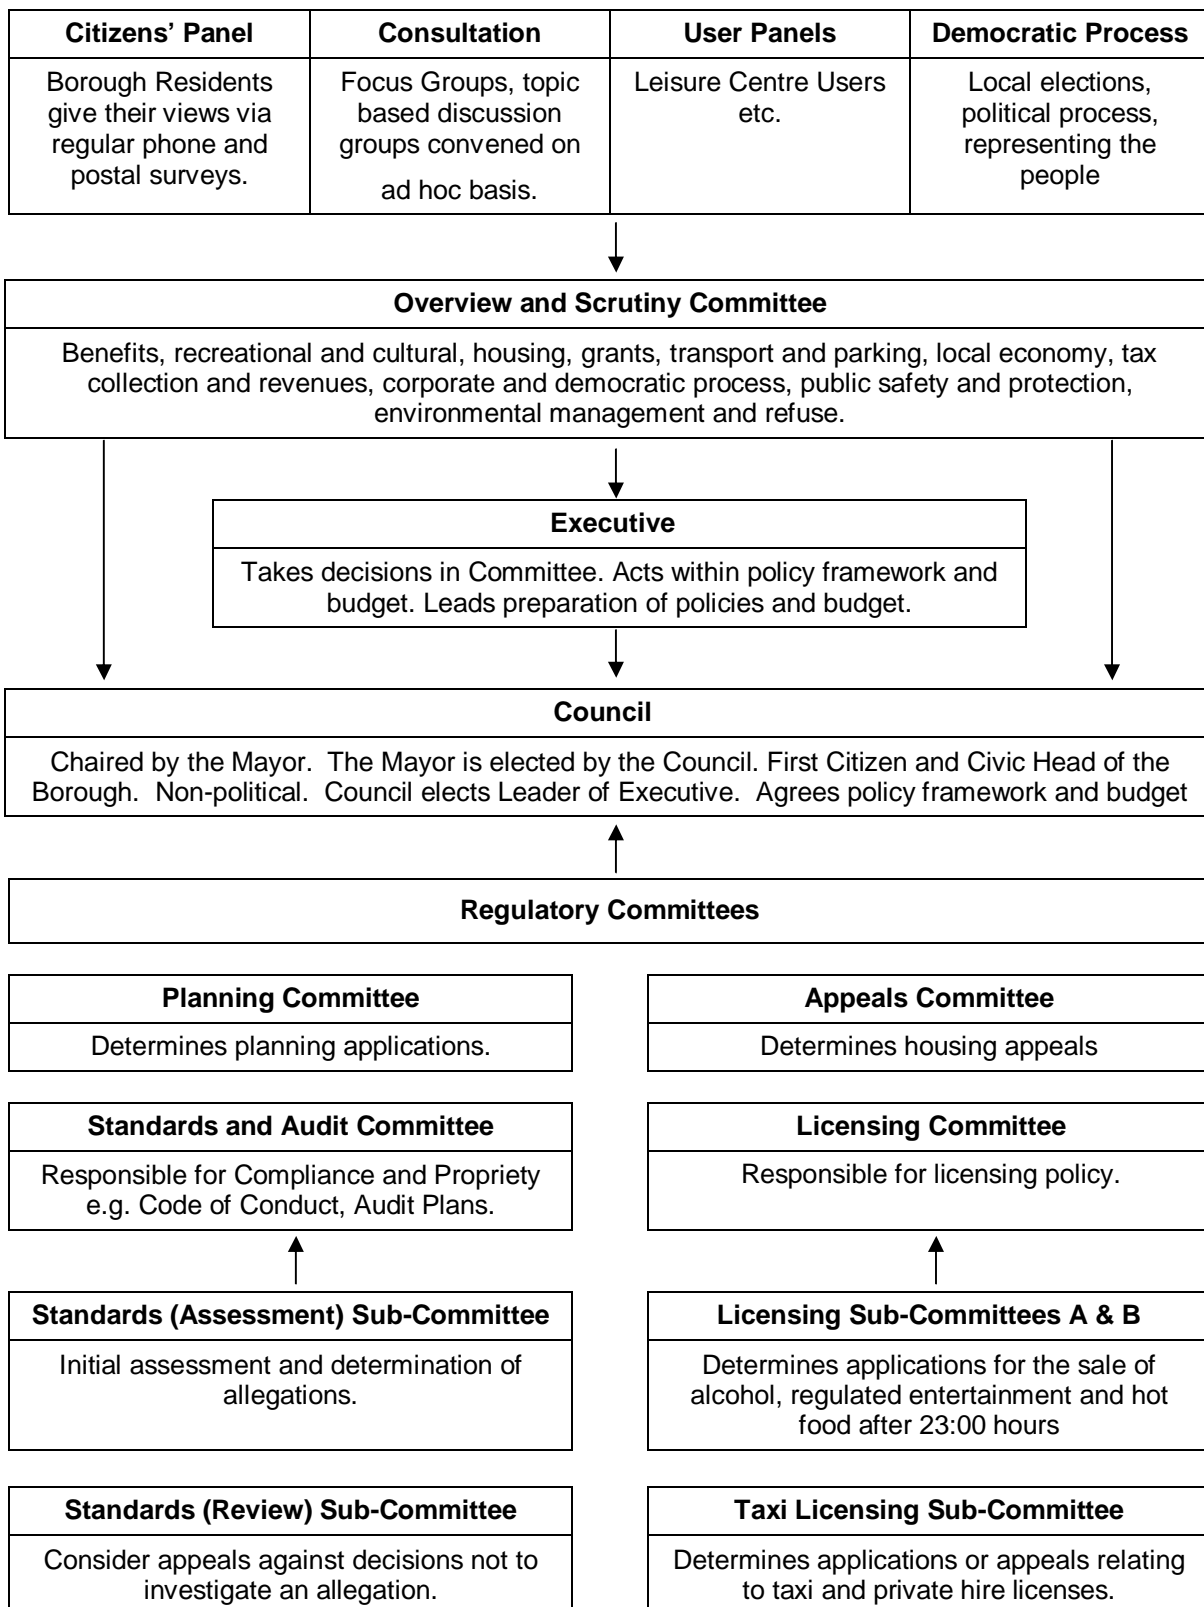 Citizens’ Panel
Borough Residents
give their views via
regular phone and
postal surveys.
Consultation
Focus Groups, topic
based discussion
groups convened on
ad hoc basis.
User Panels
Leisure Centre Users
etc.
Democratic Process
Local elections,
political process,
representing the
people
Overview and Scrutiny Committee
Benefits, recreational and cultural, housing, grants, transport and parking, local economy, tax
collection and revenues, corporate and democratic process, public safety and protection,
environmental management and refuse.
Executive
Takes decisions in Committee. Acts within policy framework and
budget. Leads preparation of policies and budget.
Council
Chaired by the Mayor.  The Mayor is elected by the Council. First Citizen and Civic Head of the
Borough.  Non-political.  Council elects Leader of Executive.  Agrees policy framework and budget
Regulatory Committees
Planning Committee
Determines planning applications.
Appeals Committee
Determines housing appeals
Standards and Audit Committee
Responsible for Compliance and Propriety
e.g. Code of Conduct, Audit Plans.
Licensing Committee
Responsible for licensing policy.
Standards (Assessment) Sub-Committee
Initial assessment and determination of
allegations.
Licensing Sub-Committees A & B
Determines applications for the sale of
alcohol, regulated entertainment and hot
food after 23:00 hours
Standards (Review) Sub-Committee
Consider appeals against decisions not to
investigate an allegation.
Taxi Licensing Sub-Committee
Determines applications or appeals relating
to taxi and private hire licenses.